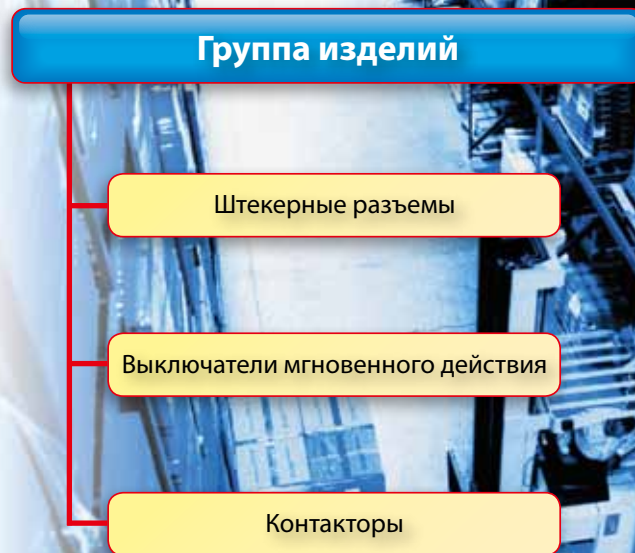 Группа изделий
Штекерные разъемы
Выключатели мгновенного действия
Контакторы